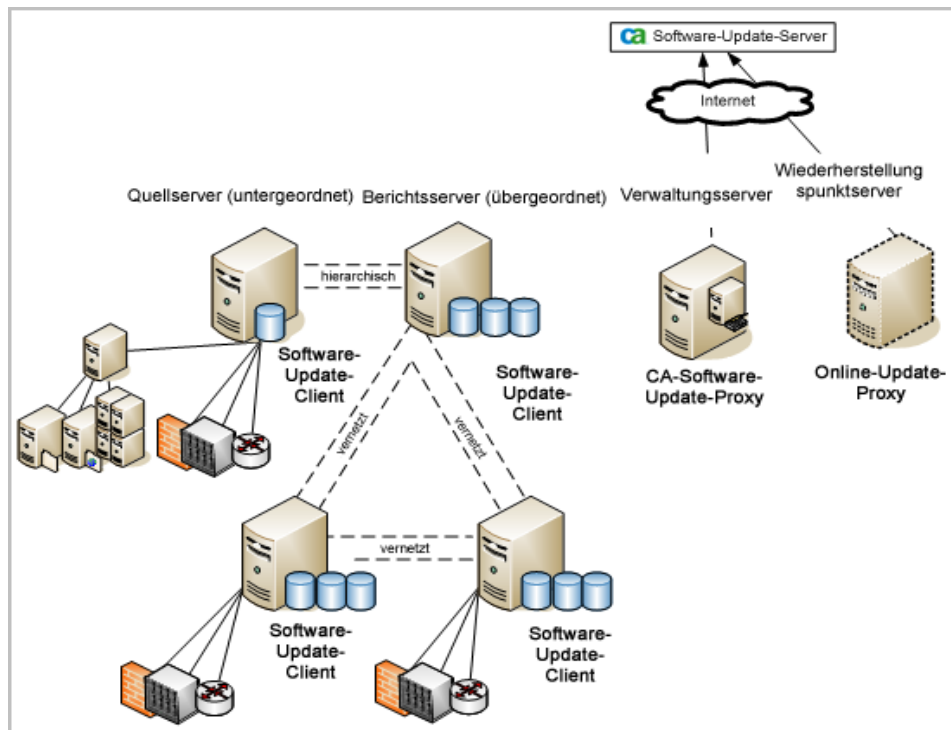 ca Software-Update-Server
Internet
Wiederherstellung
spunktserver
Quellserver (untergeordnet)
Berichtsserver (übergeordnet)
Verwaltungsserver
hierarchisch
Software-
Update-
Client
Software-
Update-
Client
CA-Software-
Update-Proxy
Online-Update-
Proxy
vernetzt
vernetzt
vernetzt
Software-
Update-
Client
Software-
Update-
Client